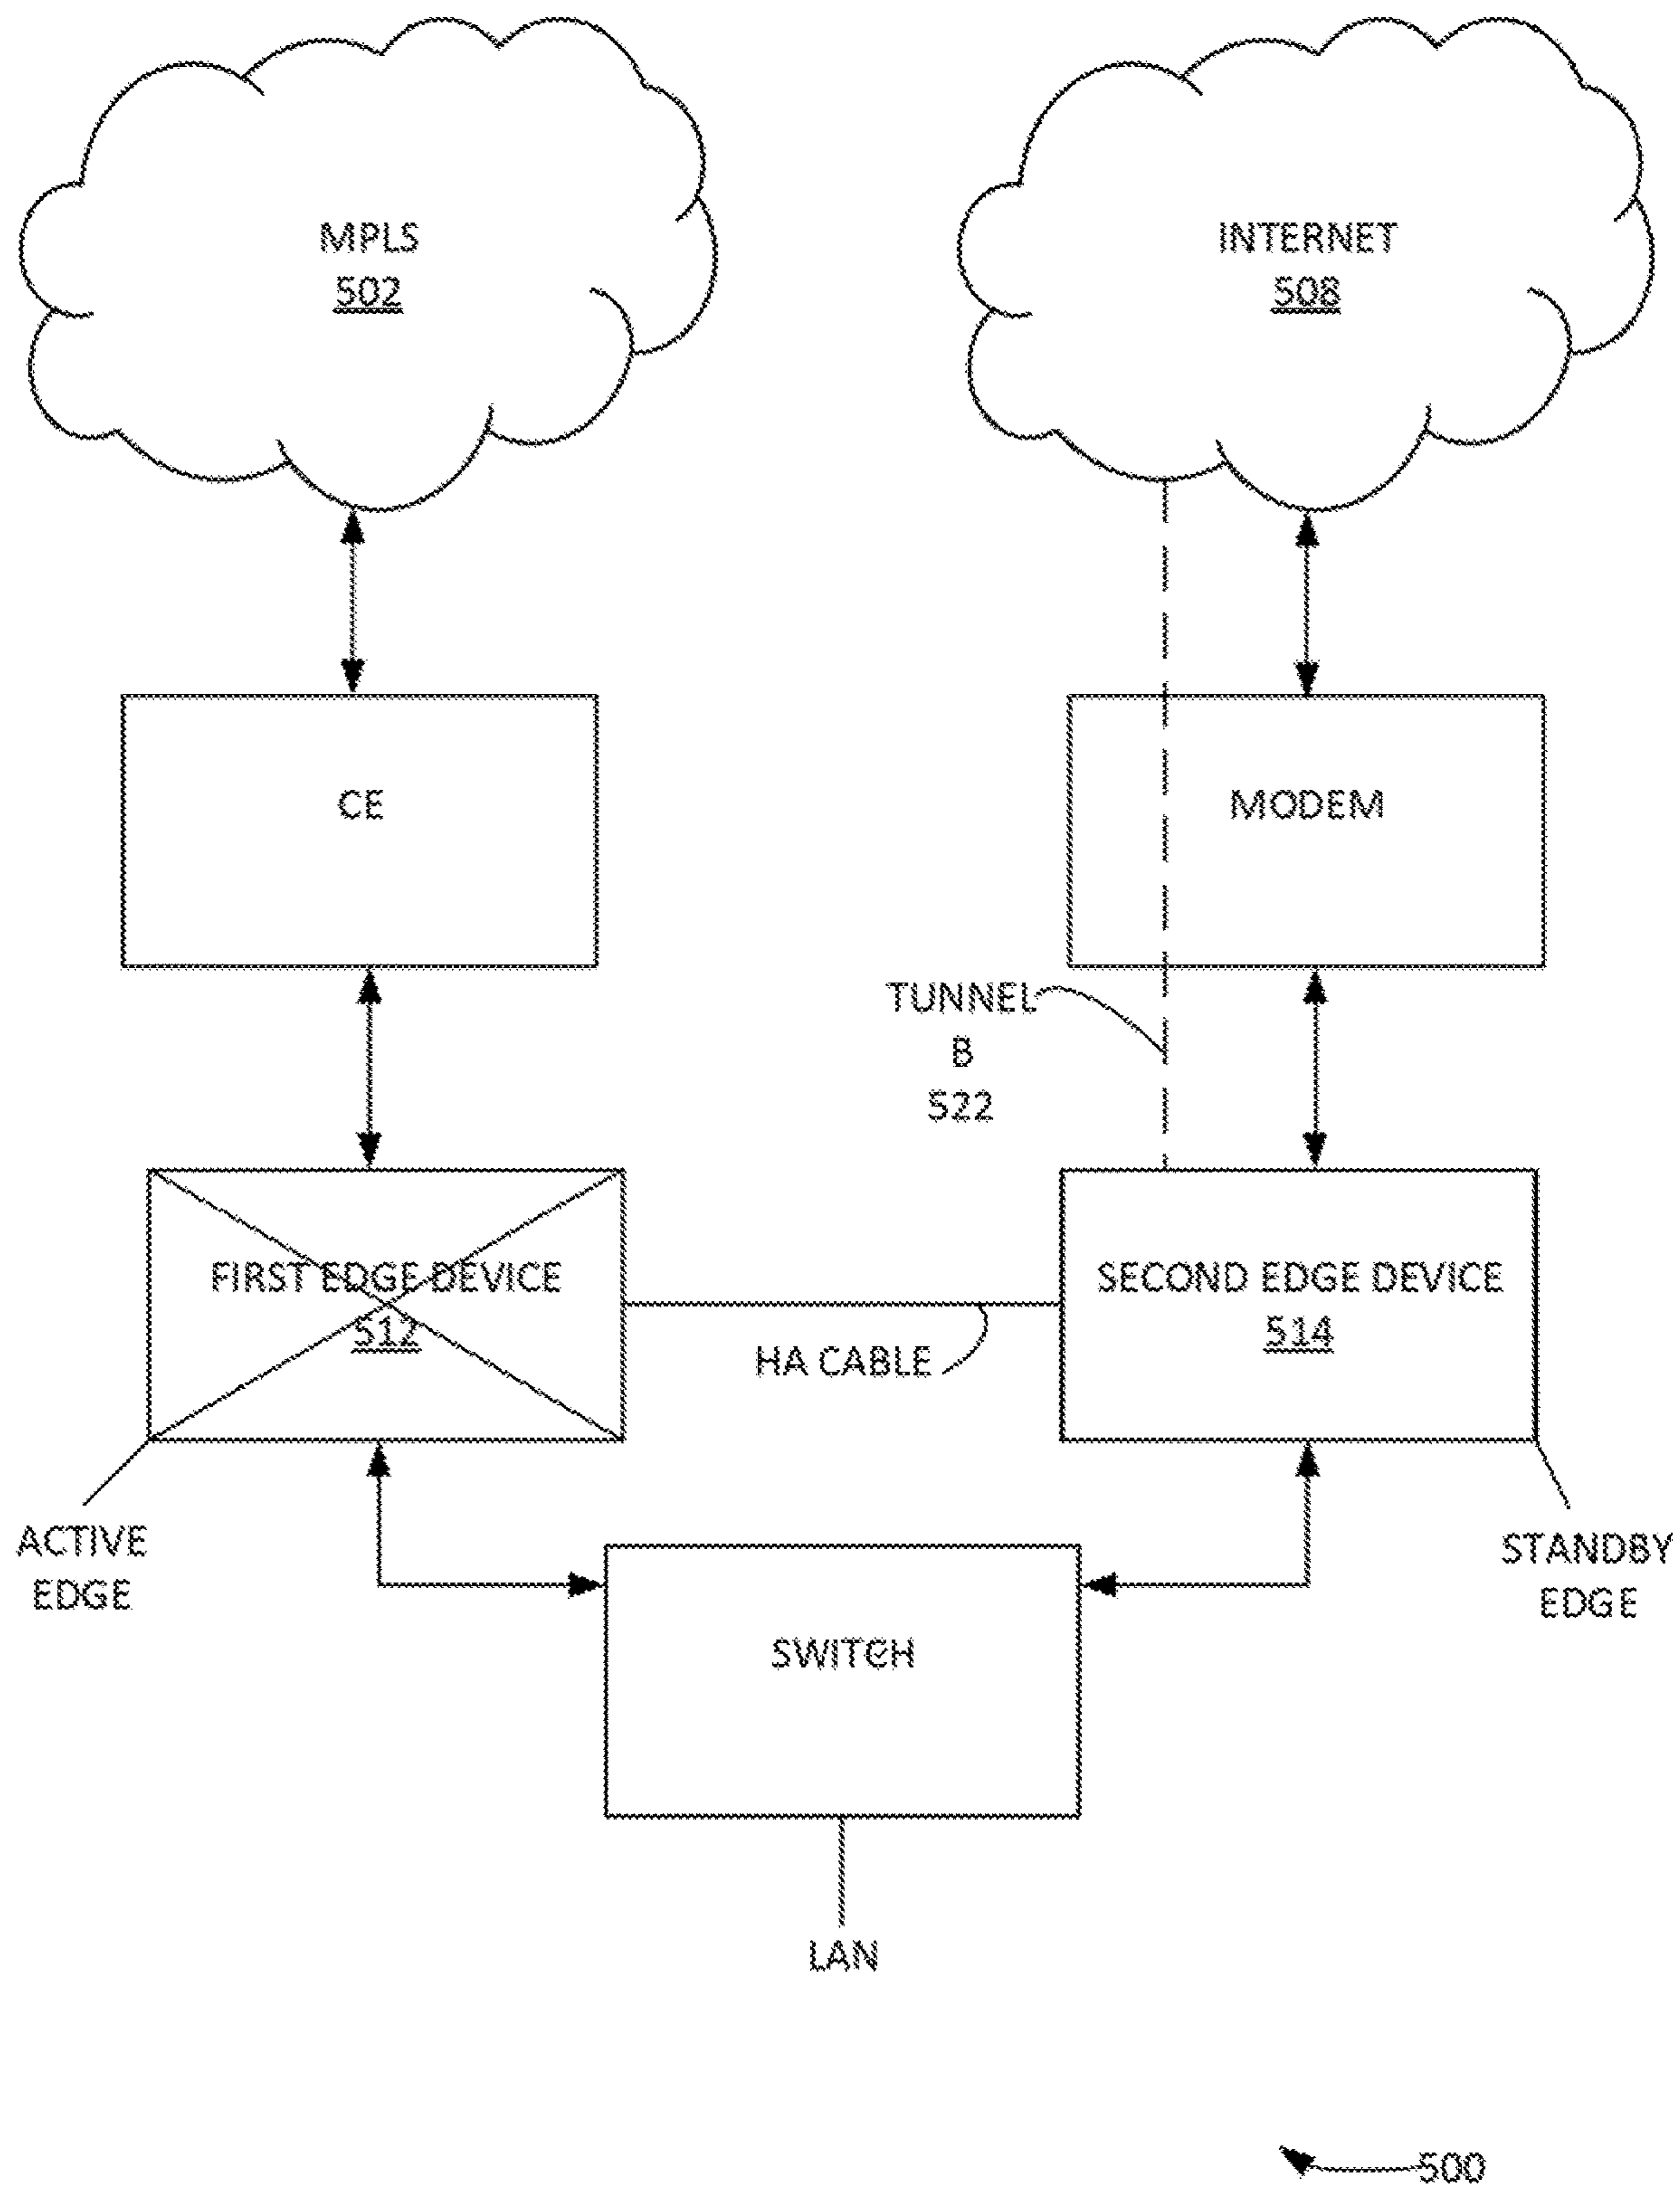 MPLS
502
INTERNET
508
CE
MODEM
TUNNEL
B
522
FIRST EDGE DEVICE
512
SECOND EDGE DEVICE
514
HA CABLE
ACTIVE
EDGE
STANDBY
EDGE
SWITCH
LAN
500